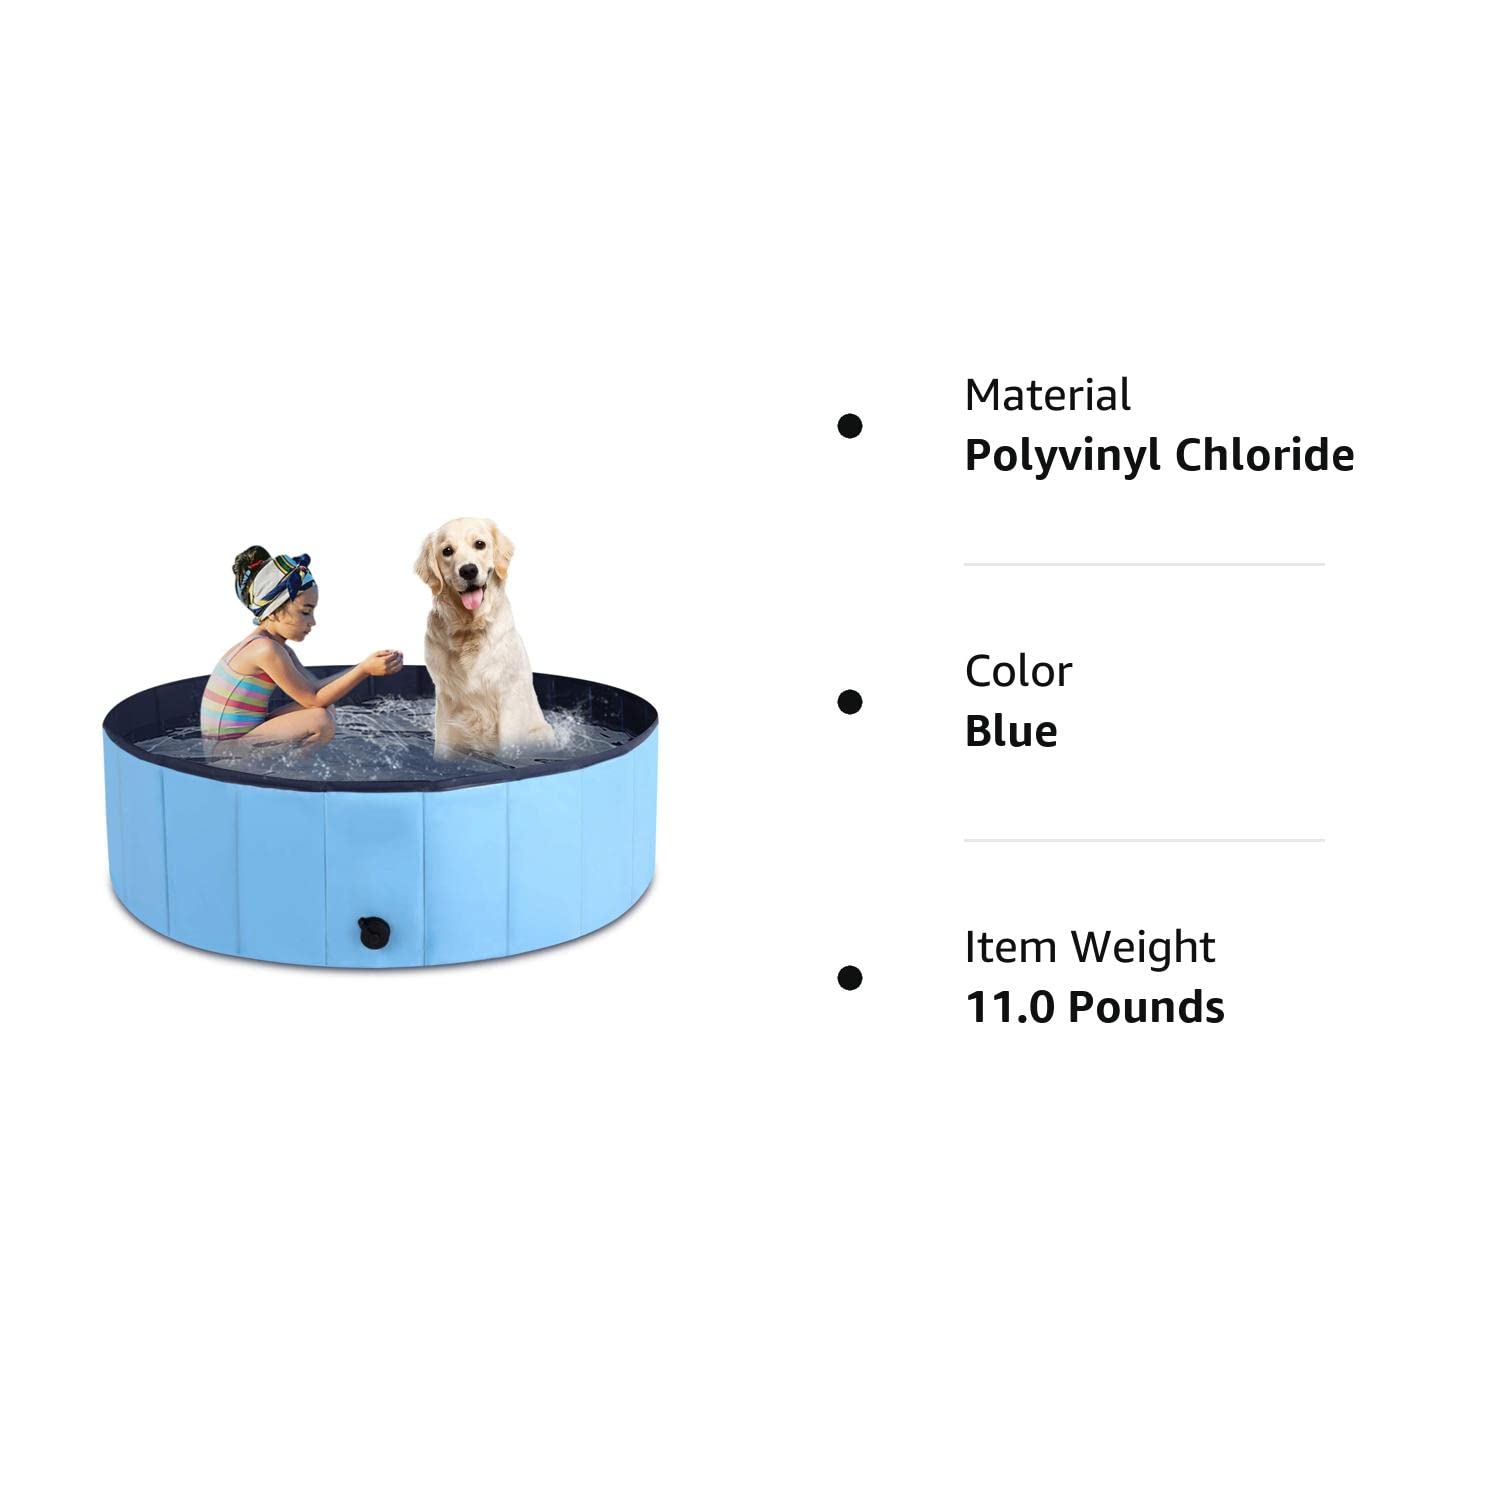 Material
Polyvinyl Chloride
Color
Blue
Item Weight
11.0 Pounds